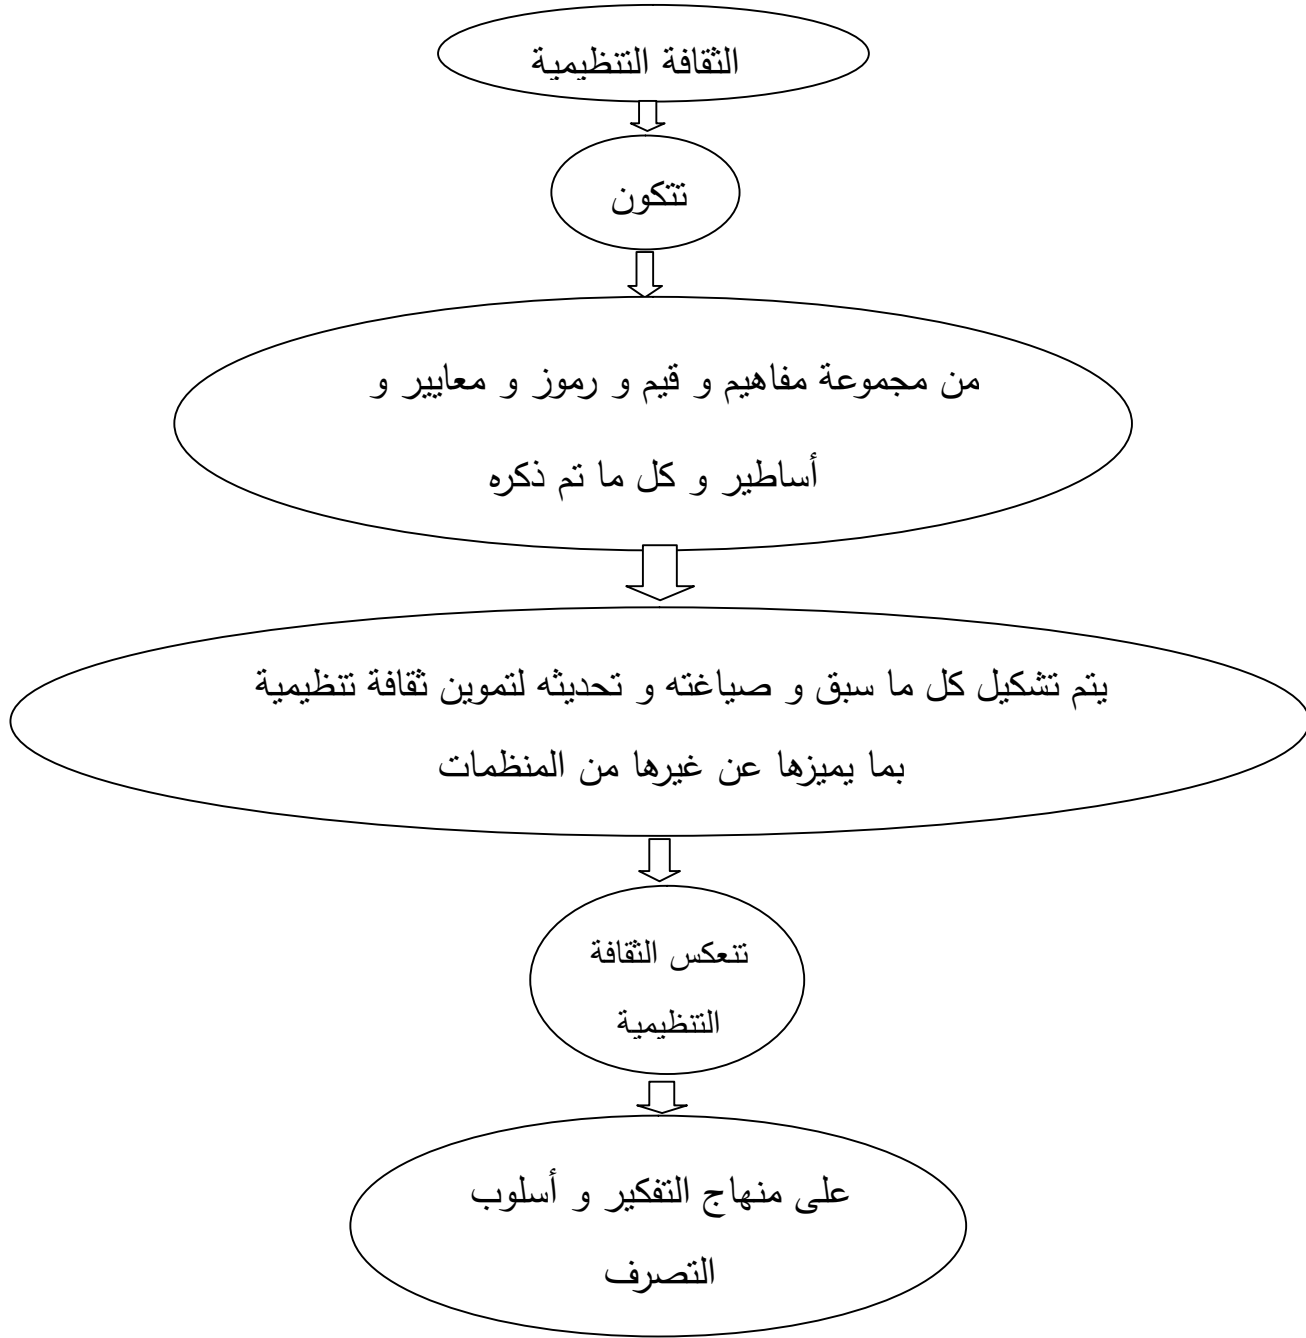 الثقافة التنظيمية
تتكون
من مجموعة مفاهيم و قيم و رموز و معايير و
أساطير و كل ما تم ذكره
يتم تشكيل كل ما سبق و صياغته و تحديثه لتموين ثقافة تنظيمية
بما يميزها عن غيرها من المنظمات
تنعكس الثقافة
التنظيمية
على منهاج التفكير و أسلوب
التصرف